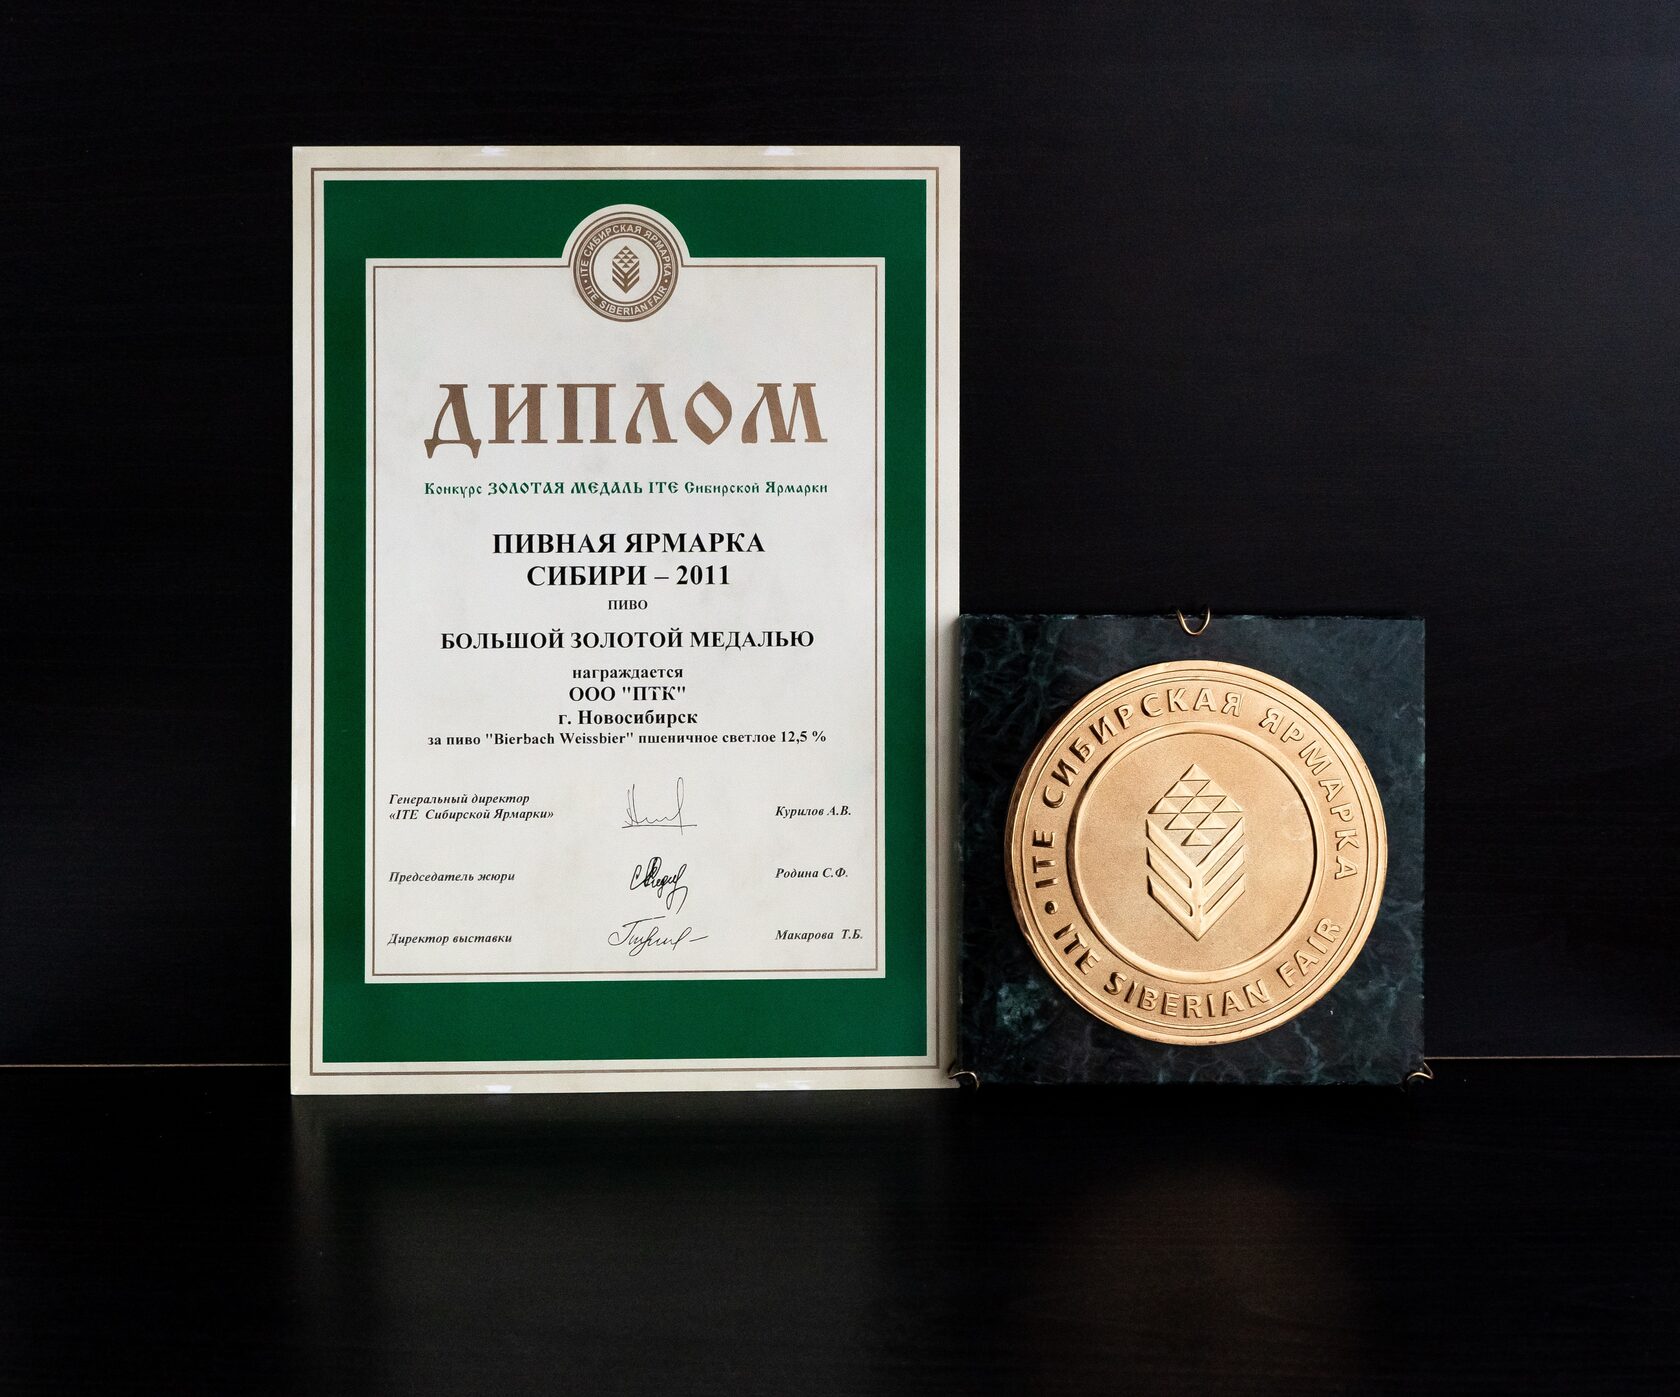 ITE СИБИРСКАЯ ЯРМАРКА
ITE SIBERIAN FAIR
ДИПЛОМ
Конкурс ЗОЛОТАЯ МЕДАЛЬ ITE Сибирской Ярмарки
ПИВНАЯ ЯРМАРКА
СИБИРИ – 2011
ПИВО
БОЛЬШОЙ ЗОЛОТОЙ МЕДАЛЬЮ
награждается
ООО "ПТК"
г. Новосибирск
за пиво "Bierbach Weissbier" пшеничное светлое 12,5 %
Генеральный директор
«ITE Сибирской Ярмарки» Курилов А.В.
Председатель жюри Родина С.Ф.
Директор выставки Макарова Т.Б.
ITE СИБИРСКАЯ ЯРМАРКА
ITE SIBERIAN FAIR